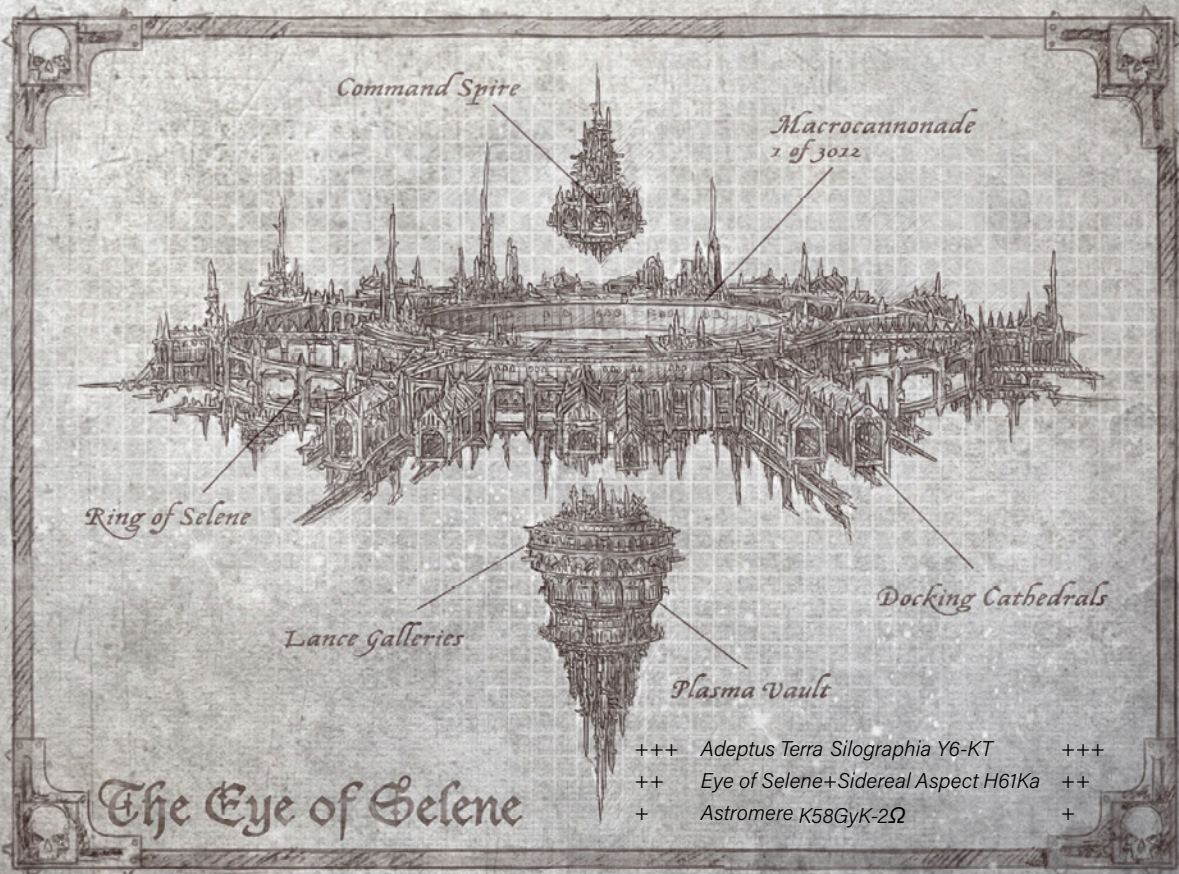 Command Spire
Macrocannonade
1 of 3012
Ring of Selene
Docking Cathedrals
Lance Galleries
Plasma Vault
+++ Adeptus Terra Silographia Y6-KT +++
++ Eye of Selene+Sidereal Aspect H61Ka ++
+ Astromere K58GyK-2Ω +
The Eye of Selene